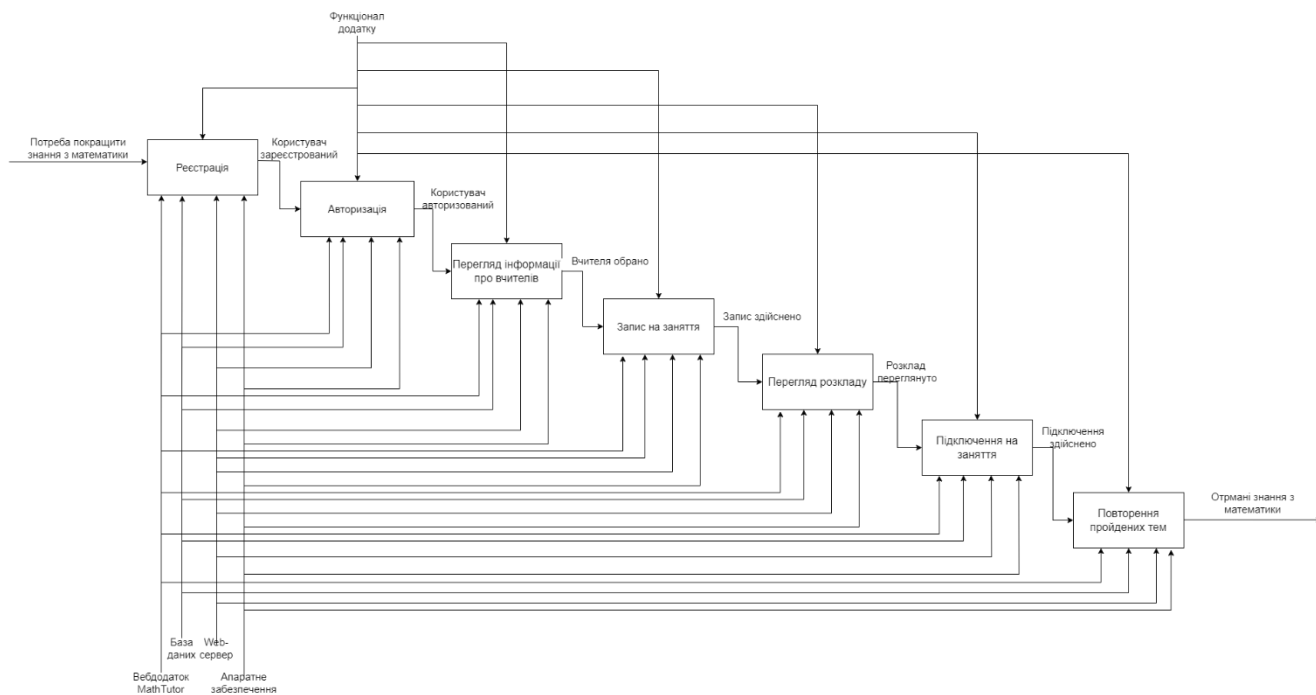 Функціонал
додатку
Потреба покращити
знання з математики
Реєстрація
Користувач
зареєстрований
Авторизація
Користувач
авторизований
Перегляд інформації
про вчителів
Вчителя обрано
Запис на заняття
Запис здійснено
Перегляд розкладу
Розклад
переглянуто
Підключення на
заняття
Підключення
здійснено
Повторення
пройдених тем
Отрмані знання з
математики
База
даних
Web-
сервер
Вебдодаток
MathTutor
Апаратне
забезпечення